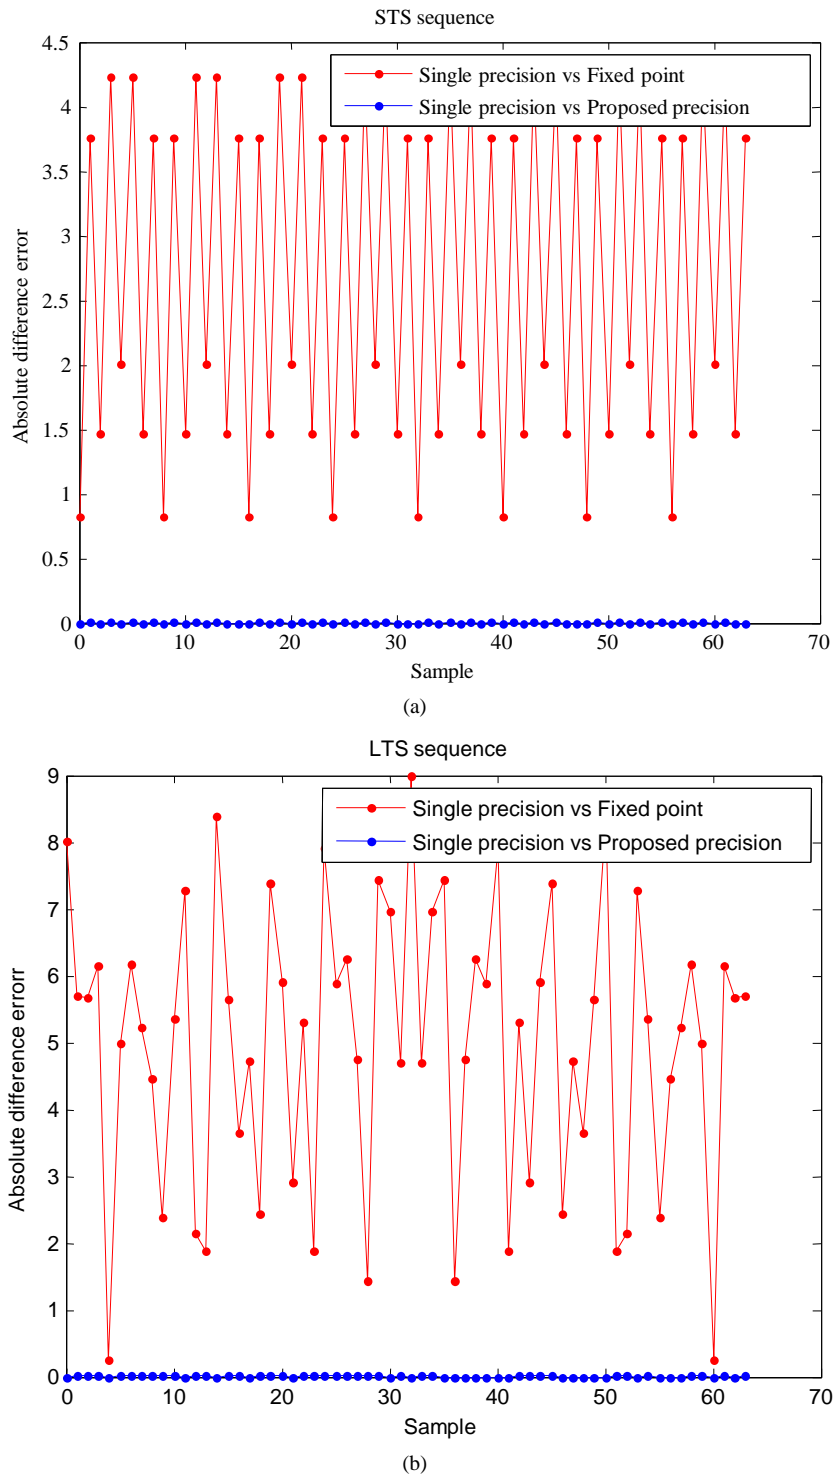 STS sequence
4.5
4
3.5
3
2.5
2
1.5
1
0.5
0
Absolute difference error
Single precision vs Fixed point
Single precision vs Proposed precision
0 10 20 30 40 50 60 70
Sample
(a)
LTS sequence
9
8
7
6
5
4
3
2
1
0
Absolute difference errorr
Single precision vs Fixed point
Single precision vs Proposed precision
0 10 20 30 40 50 60 70
Sample
(b)